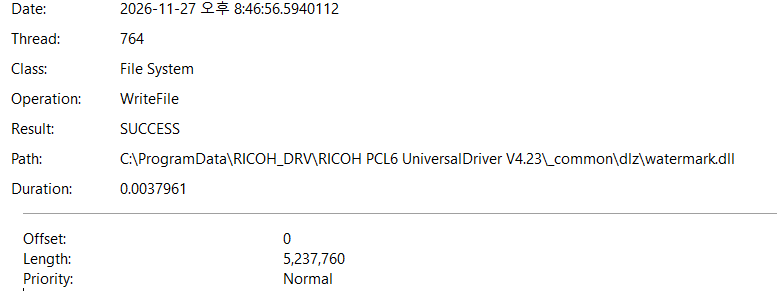 Date: 2026-11-27 오후 8:46:56.5940112
Thread: 764
Class: File System
Operation: WriteFile
Result: SUCCESS
Path: C:\ProgramData\RICOH_DRV\RICOH PCL6 UniversalDriver V4.23\_common\dlz\watermark.dll
Duration: 0.0037961
Offset: 0
Length: 5,237,760
Priority: Normal